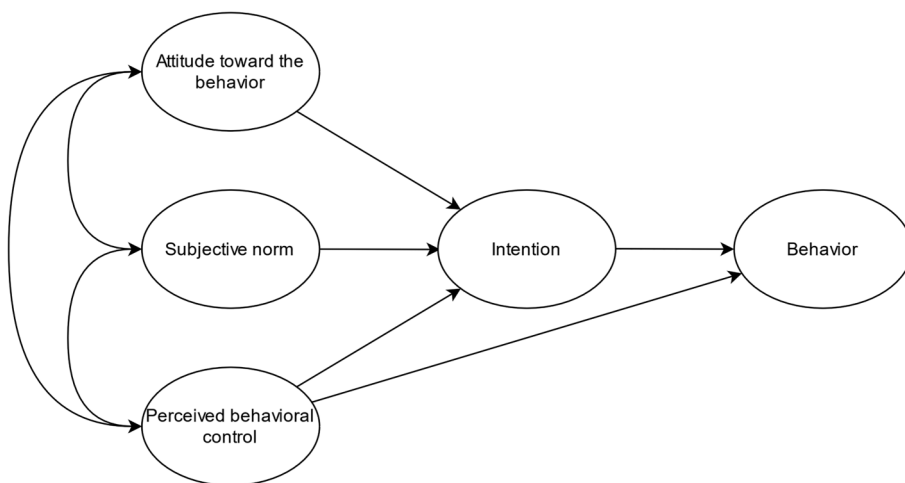 Attitude toward the
behavior
Subjective norm
Intention
Behavior
Perceived behavioral
control